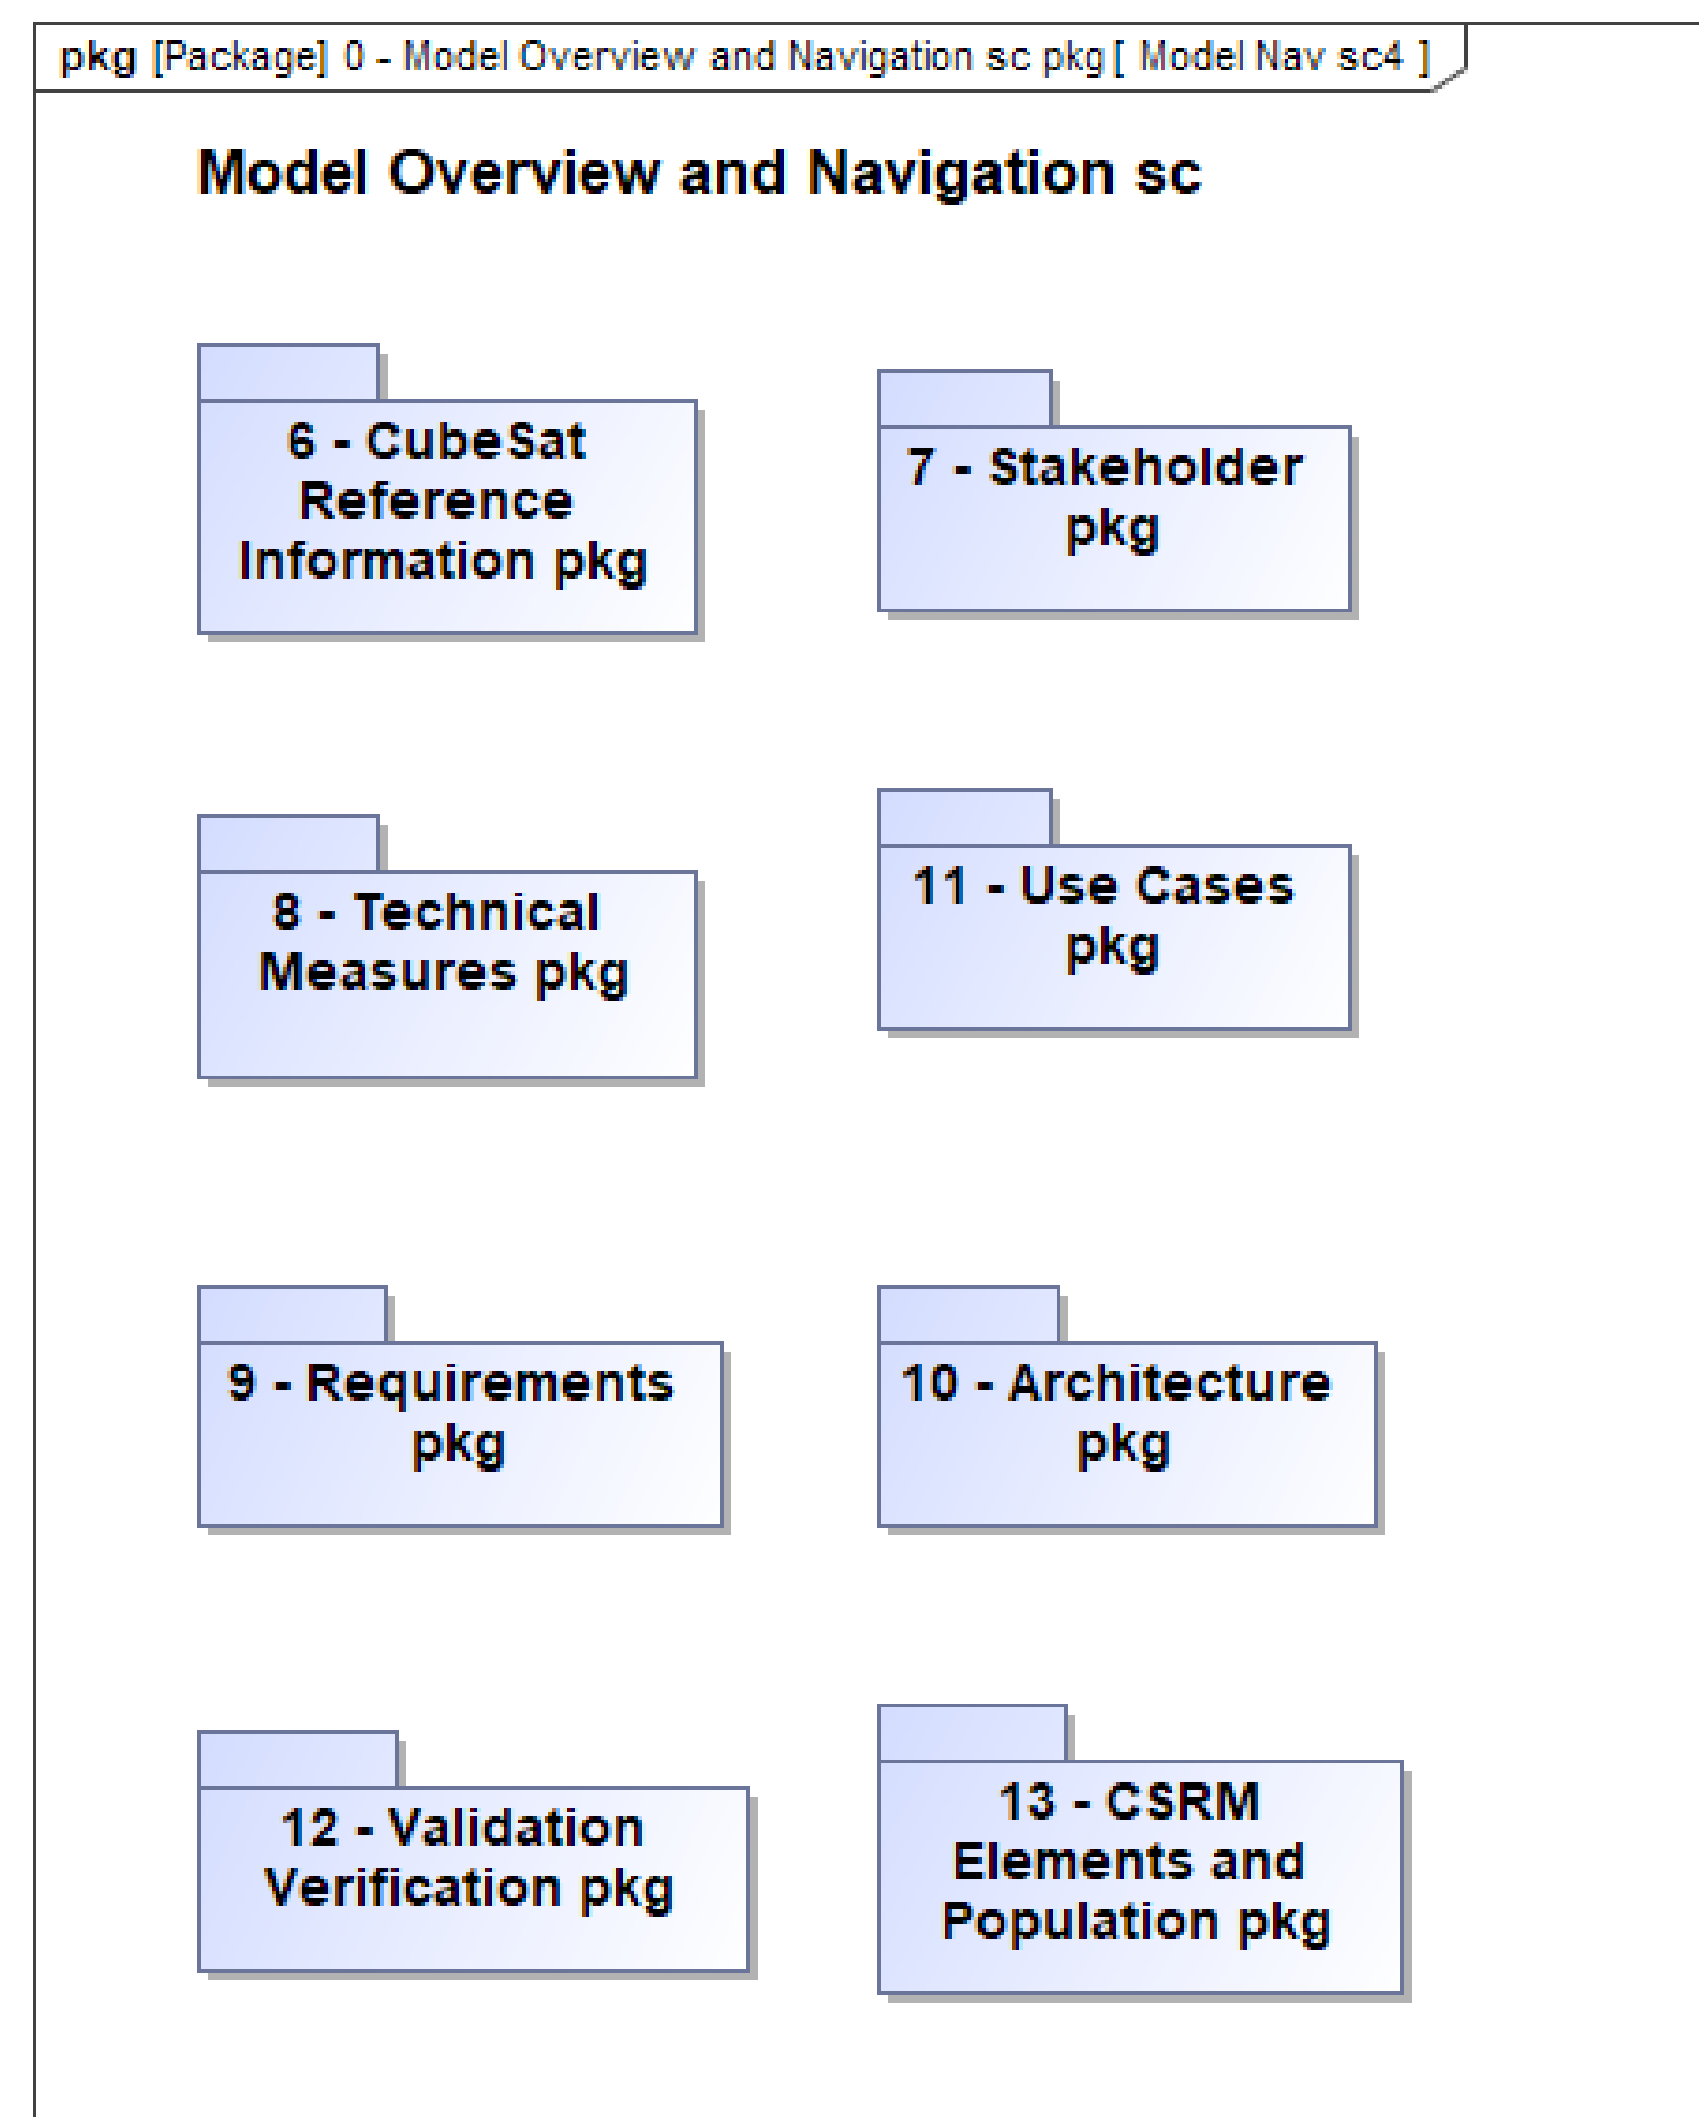 pkg [Package] 0 - Model Overview and Navigation sc pkg[ Model Nav sc4 ]
Model Overview and Navigation sc
6 - CubeSat
Reference
Information pkg
7 - Stakeholder
pkg
8 - Technical
Measures pkg
11 - Use Cases
pkg
9 - Requirements
pkg
10 - Architecture
pkg
12 - Validation
Verification pkg
13 - CSRM
Elements and
Population pkg